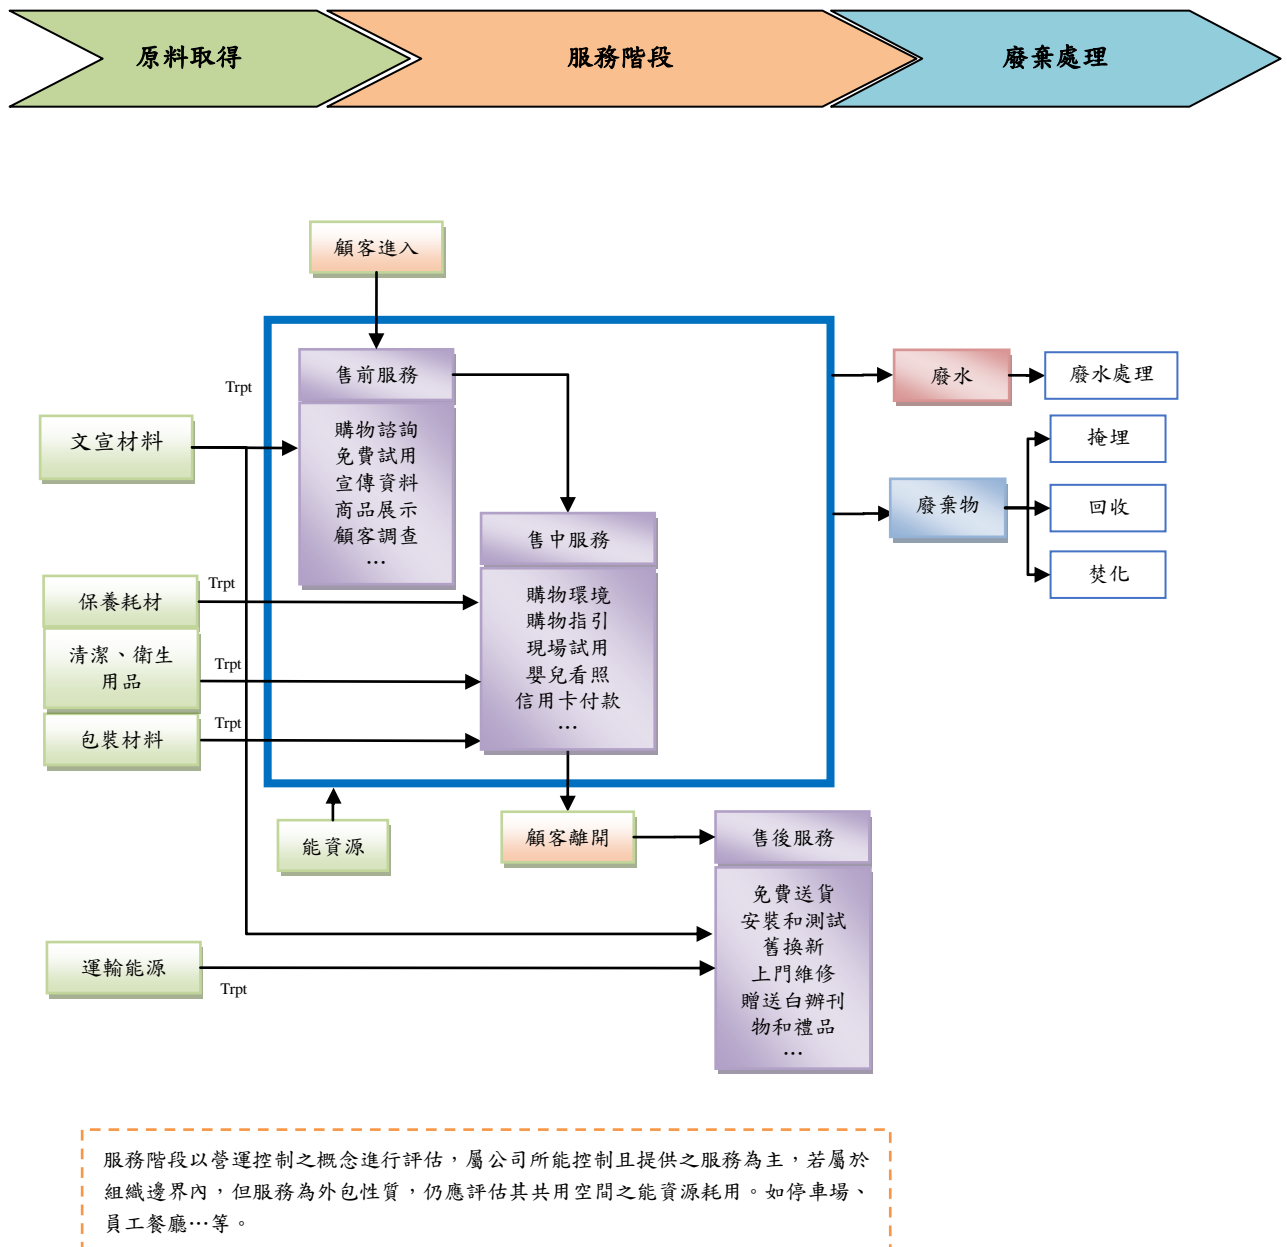 原料取得
服務階段
廢棄處理
顧客進入
售前服務
Trpt
文宣材料
購物諮詢
免費試用
宣傳資料
商品展示
顧客調查
…
廢水
廢水處理
掩埋
廢棄物
回收
焚化
售中服務
保養耗材
Trpt
購物環境
購物指引
現場試用
嬰兒看照
信用卡付款
…
清潔、衛生
用品
Trpt
包裝材料
Trpt
能資源
顧客離開
售後服務
免費送貨
安裝和測試
舊換新
上門維修
贈送白辦刊
物和禮品
…
運輸能源
Trpt
服務階段以營運控制之概念進行評估，屬公司所能控制且提供之服務為主，若屬於
組織邊界內，但服務為外包性質，仍應評估其共用空間之能資源耗用。如停車場、
員工餐廳…等。